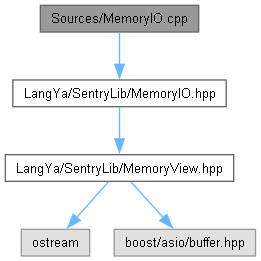 Sources/MemoryIO.cpp
LangYa/SentryLib/MemoryIO.hpp
LangYa/SentryLib/MemoryView.hpp
ostream
boost/asio/buffer.hpp